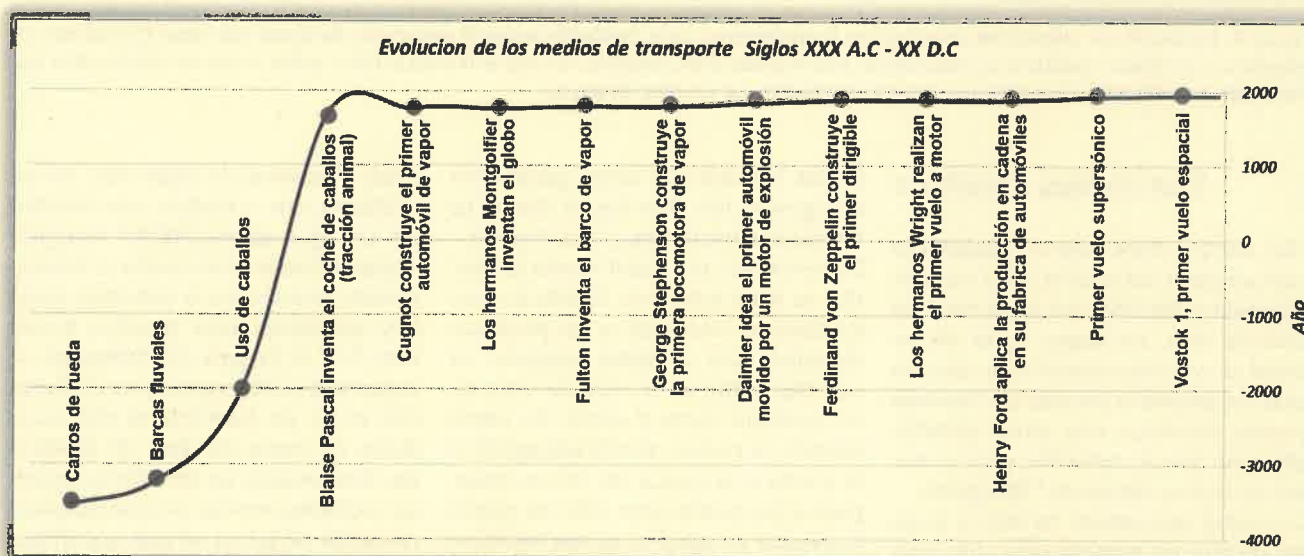 Evolucion de los medios de transporte Siglos XXX A.C - XX D.C
Carros de rueda
Barcas fluviales
Uso de caballos
Blaise Pascal inventa el coche de caballos
(tracción animal)
Cugnot construye el primer
automóvil de vapor
Los hermanos Montgolfier
inventan el globo
Fulton inventa el barco de vapor
George Stephenson construye
la primera locomotora de vapor
Daimler idea el primer automóvil
movido por un motor de explosión
Ferdinand von Zeppelin construye
el primer dirigible
Los hermanos Wright realizan
el primer vuelo a motor
Henry Ford aplica la producción en cadena
en su fabrica de automóviles
Primer vuelo supersónico
Vostok 1, primer vuelo espacial
2000
1000
0
-1000
-2000
-3000
-4000
Año